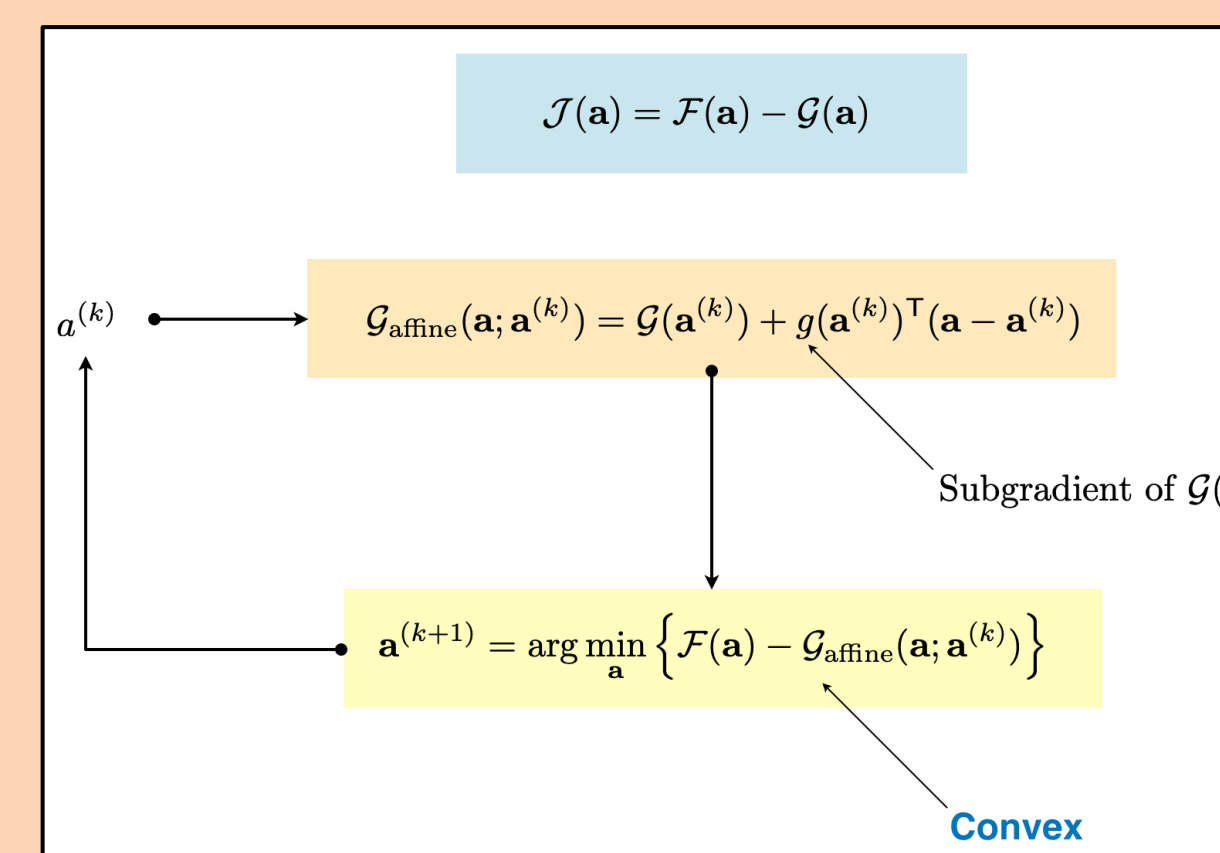 𝒥(𝐚) = ℱ(𝐚) − 𝒢(𝐚)
a⁽ᵏ⁾
𝒢_affine(𝐚; 𝐚⁽ᵏ⁾) = 𝒢(𝐚⁽ᵏ⁾) + g(𝐚⁽ᵏ⁾)ᵀ(𝐚 − 𝐚⁽ᵏ⁾)
Subgradient of 𝒢(
𝐚⁽ᵏ⁺¹⁾ = arg min_𝐚 {ℱ(𝐚) − 𝒢_affine(𝐚; 𝐚⁽ᵏ⁾)}
Convex